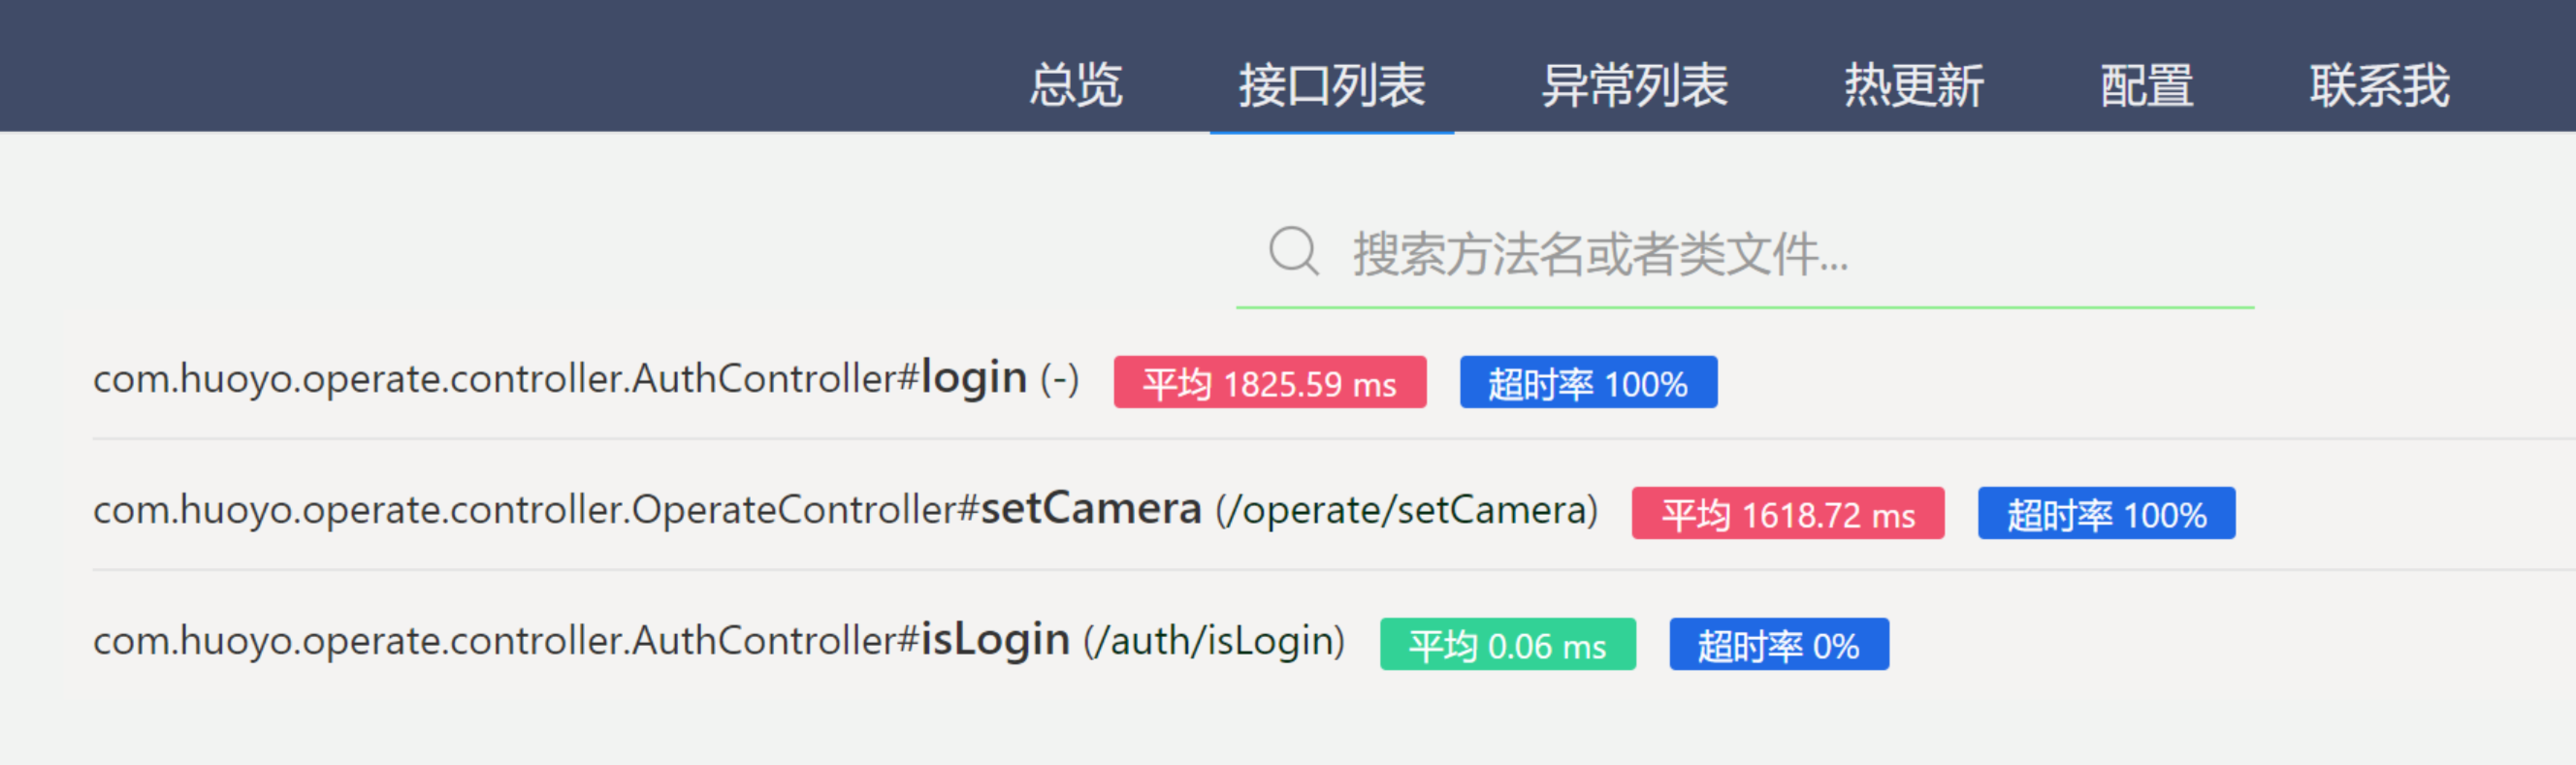 总览 接口列表 异常列表 热更新 配置 联系我
搜索方法名或者类文件...
com.huoyo.operate.controller.AuthController#login (-) 平均 1825.59 ms 超时率 100%
com.huoyo.operate.controller.OperateController#setCamera (/operate/setCamera) 平均 1618.72 ms 超时率 100%
com.huoyo.operate.controller.AuthController#isLogin (/auth/isLogin) 平均 0.06 ms 超时率 0%